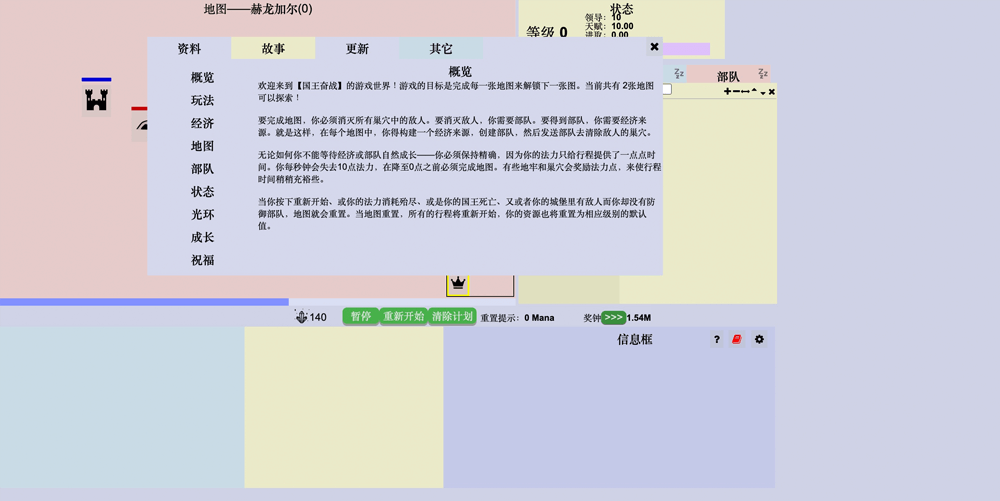 地图——赫龙加尔(0)
状态
领导: 10
天赋: 10.00
进取: 0.00
等级 0
资料 故事 更新 其它
部队
概览
玩法
经济
地图
部队
状态
光环
成长
祝福
概览
欢迎来到【国王奋战】的游戏世界！游戏的目标是完成每一张地图来解锁下一张图。当前共有 2张地图
可以探索！
要完成地图，你必须消灭所有巢穴中的敌人。要消灭敌人，你需要部队。要得到部队，你需要经济来
源。就是这样，在每个地图中，你得构建一个经济来源，创建部队，然后发送部队去清除敌人的巢穴。
无论如何你不能等待经济或部队自然成长——你必须保持精确，因为你的法力只给行程提供了一点点时
间。你每秒钟会失去10点法力，在降至0点之前必须完成地图。有些地牢和巢穴会奖励法力点，来使行程
时间稍稍充裕些。
当你按下重新开始、或你的法力消耗殆尽、或是你的国王死亡、又或者你的城堡里有敌人而你却没有防
御部队，地图就会重置。当地图重置，所有的行程将重新开始，你的资源也将重置为相应级别的默认
值。
140 暂停 重新开始 清除计划 重置提示: 0 Mana 奖钟 >>> 1.54M
信息框
?